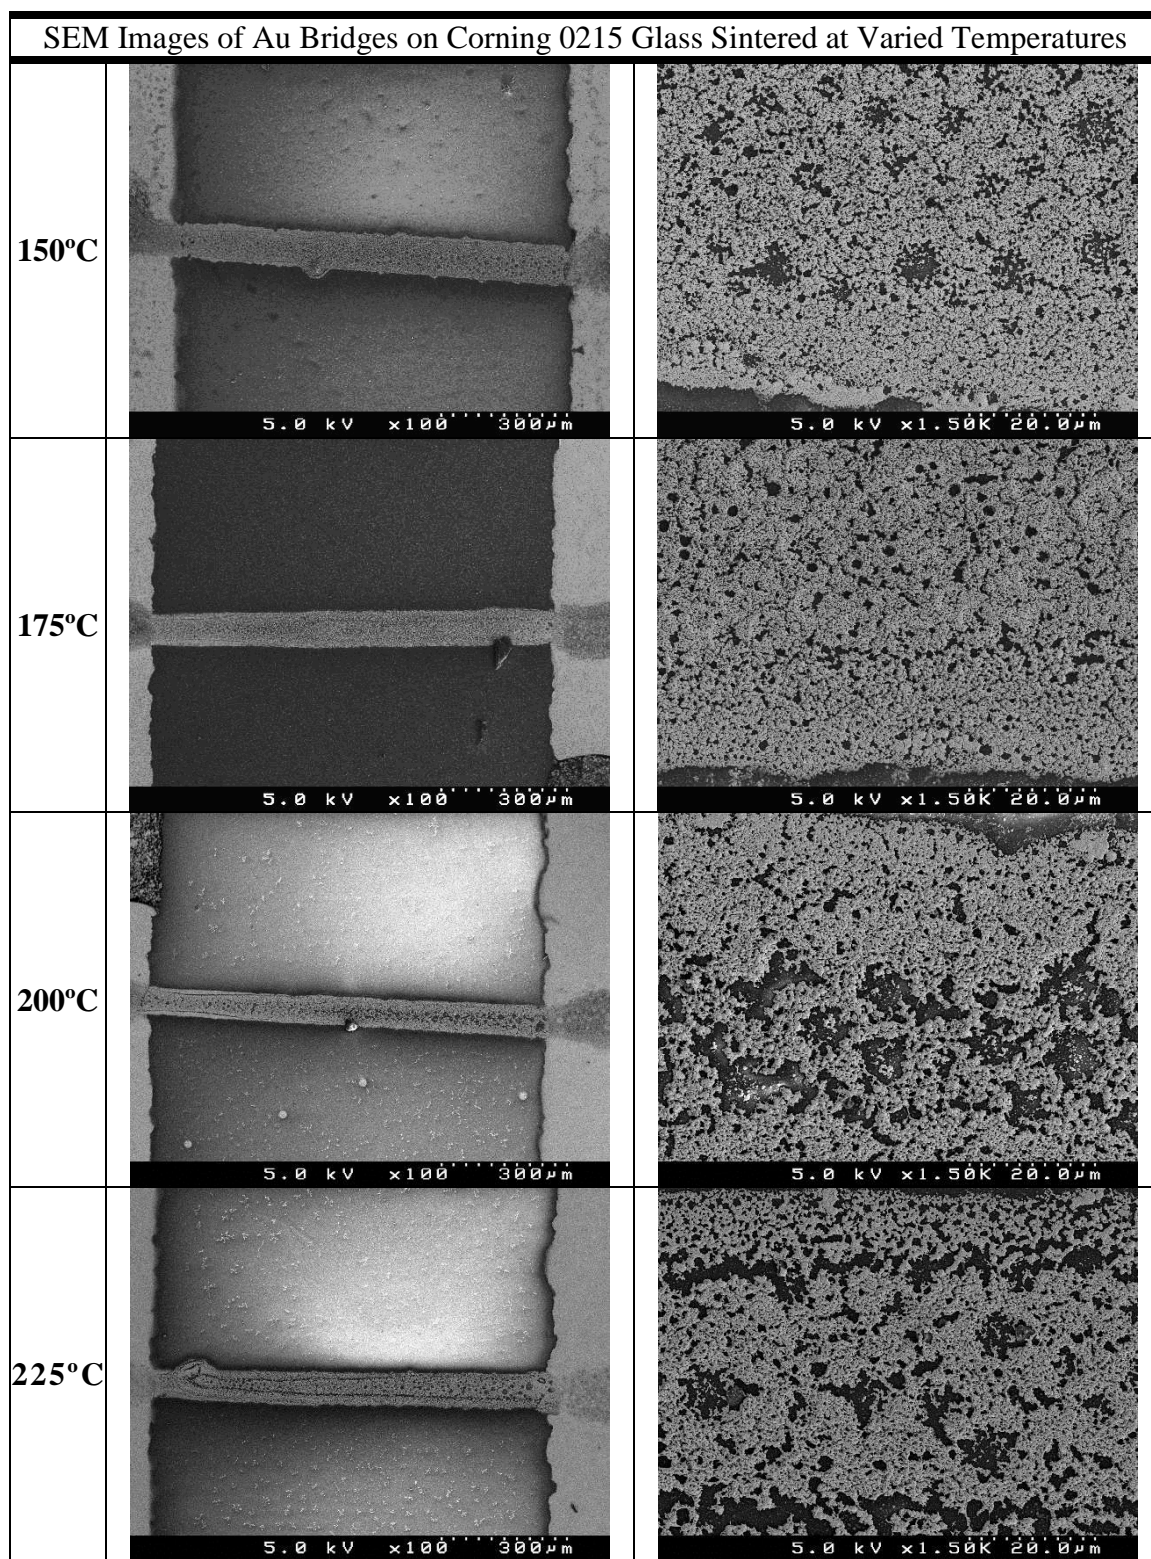 SEM Images of Au Bridges on Corning 0215 Glass Sintered at Varied Temperatures
150ºC
5.0 kV x100 300µm
5.0 kV x1.50K 20.0µm
175ºC
5.0 kV x100 300µm
5.0 kV x1.50K 20.0µm
200ºC
5.0 kV x100 300µm
5.0 kV x1.50K 20.0µm
225ºC
5.0 kV x100 300µm
5.0 kV x1.50K 20.0µm